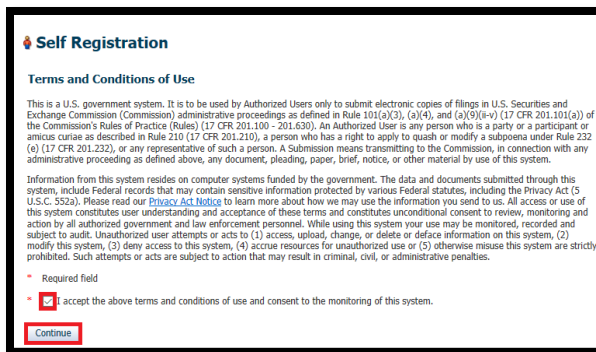 Self Registration
Terms and Conditions of Use
This is a U.S. government system. It is to be used by Authorized Users only to submit electronic copies of filings in U.S. Securities and
Exchange Commission (Commission) administrative proceedings as defined in Rule 101(a)(3), (a)(4), and (a)(9)(ii-v) (17 CFR 201.101(a)) of
the Commission's Rules of Practice (Rules) (17 CFR 201.100 - 201.630). An Authorized User is any person who is a party or a participant or
amicus curiae as described in Rule 210 (17 CFR 201.210), a person who has a right to apply to quash or modify a subpoena under Rule 232
(e) (17 CFR 201.232), or any representative of such a person. A Submission means transmitting to the Commission, in connection with any
administrative proceeding as defined above, any document, pleading, paper, brief, notice, or other material by use of this system.
Information from this system resides on computer systems funded by the government. The data and documents submitted through this
system, include Federal records that may contain sensitive information protected by various Federal statutes, including the Privacy Act (5
U.S.C. 552a). Please read our Privacy Act Notice to learn more about how we may use the information you send to us. All access or use of
this system constitutes user understanding and acceptance of these terms and constitutes unconditional consent to review, monitoring and
action by all authorized government and law enforcement personnel. While using this system your use may be monitored, recorded and
subject to audit. Unauthorized user attempts or acts to (1) access, upload, change, or delete or deface information on this system, (2)
modify this system, (3) deny access to this system, (4) accrue resources for unauthorized use or (5) otherwise misuse this system are strictly
prohibited. Such attempts or acts are subject to action that may result in criminal, civil, or administrative penalties.
* Required field
* I accept the above terms and conditions of use and consent to the monitoring of this system.
Continue